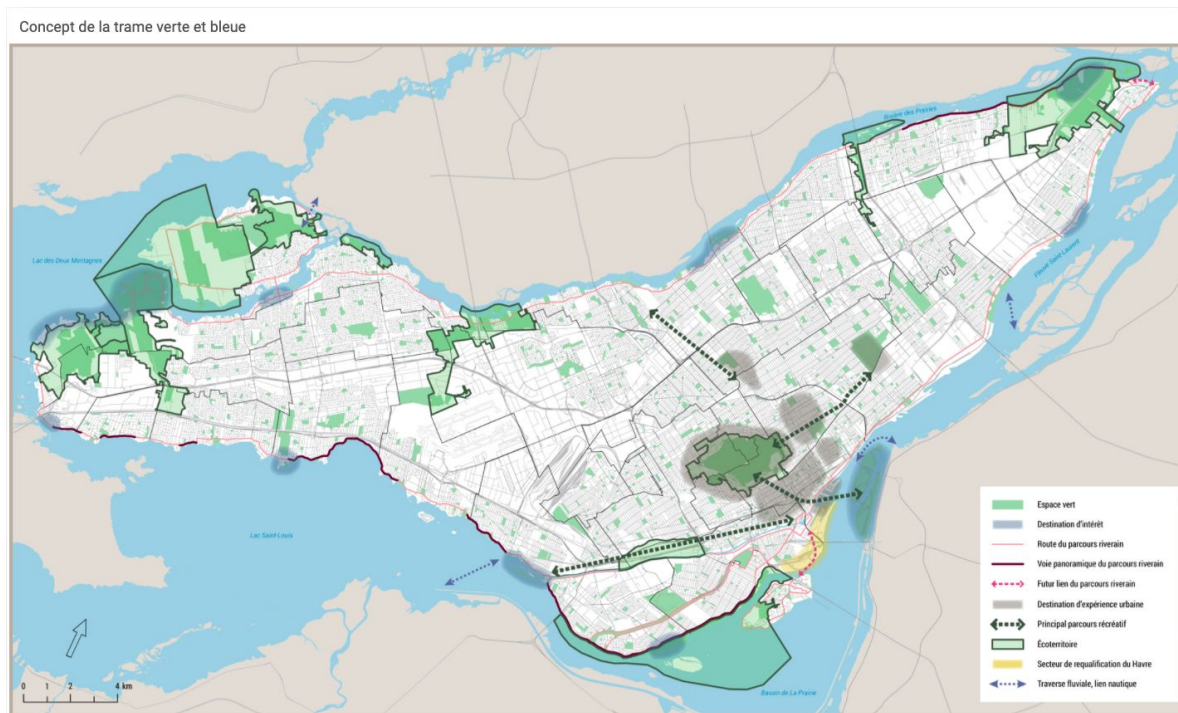 Concept de la trame verte et bleue
Rivière des Prairies
Lac des Deux Montagnes
Fleuve Saint-Laurent
Lac Saint-Louis
Bassin de La Prairie
0 1 2 4 km
Espace vert
Destination d'intérêt
Route du parcours riverain
Voie panoramique du parcours riverain
Futur lien du parcours riverain
Destination d'expérience urbaine
Principal parcours récréatif
Écoterritoire
Secteur de requalification du Havre
Traverse fluviale, lien nautique